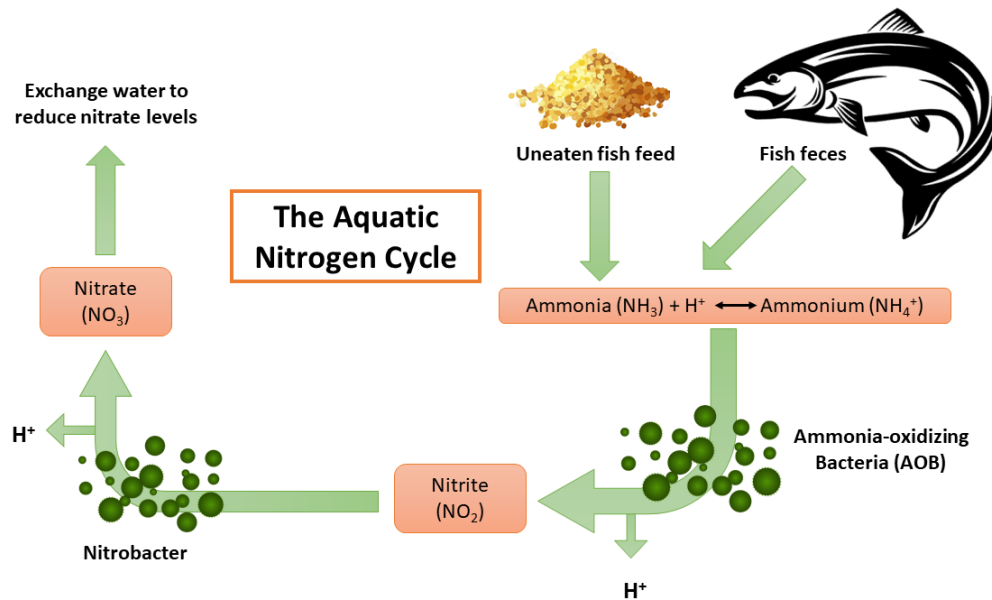 Exchange water to
reduce nitrate levels
Uneaten fish feed
Fish feces
The Aquatic
Nitrogen Cycle
Nitrate
(NO₃)
Ammonia (NH₃) + H⁺ ⟷ Ammonium (NH₄⁺)
H⁺
Ammonia-oxidizing
Bacteria (AOB)
Nitrite
(NO₂)
Nitrobacter
H⁺